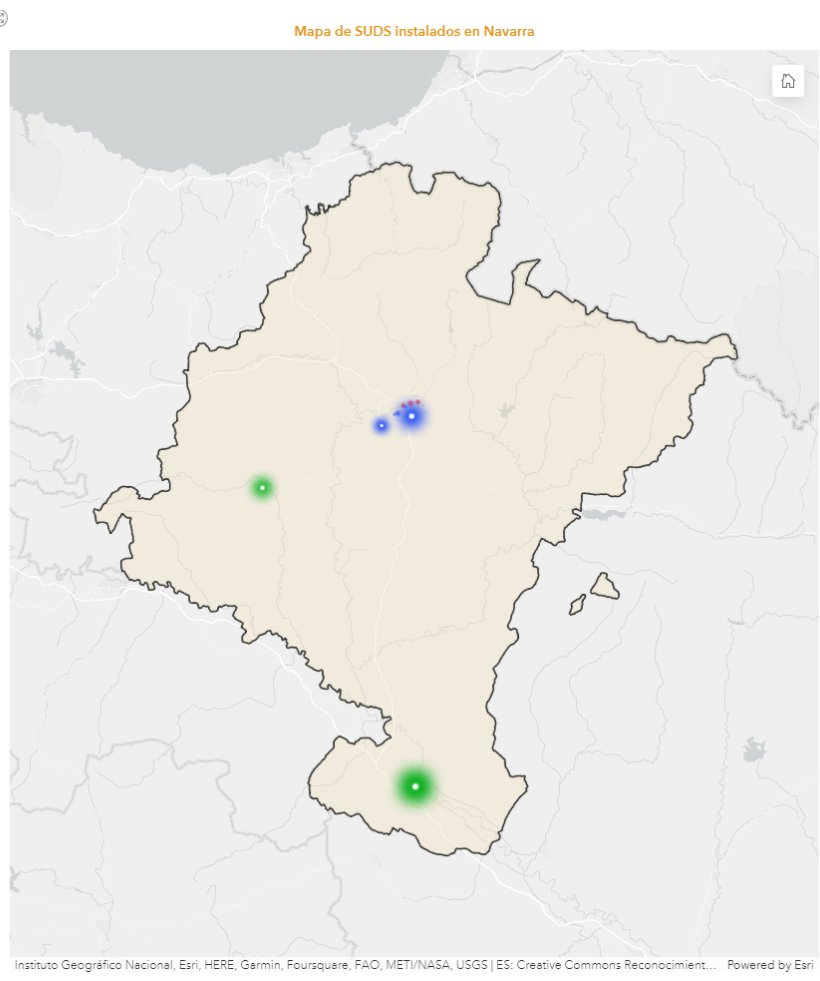 Mapa de SUDS instalados en Navarra
Instituto Geográfico Nacional, Esri, HERE, Garmin, Foursquare, FAO, METI/NASA, USGS | ES: Creative Commons Reconocimient... Powered by Esri